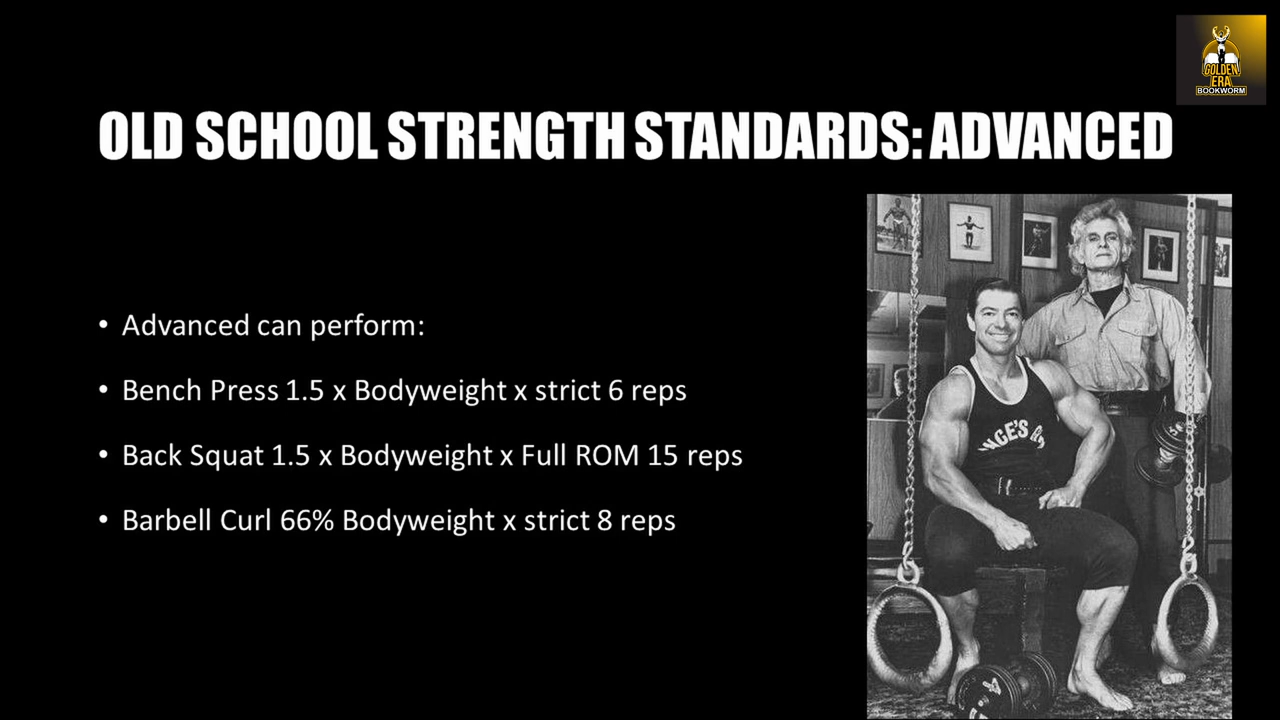 GOLDEN
ERA
BOOKWORM
OLD SCHOOL STRENGTH STANDARDS: ADVANCED
• Advanced can perform:
• Bench Press 1.5 x Bodyweight x strict 6 reps
• Back Squat 1.5 x Bodyweight x Full ROM 15 reps
• Barbell Curl 66% Bodyweight x strict 8 reps